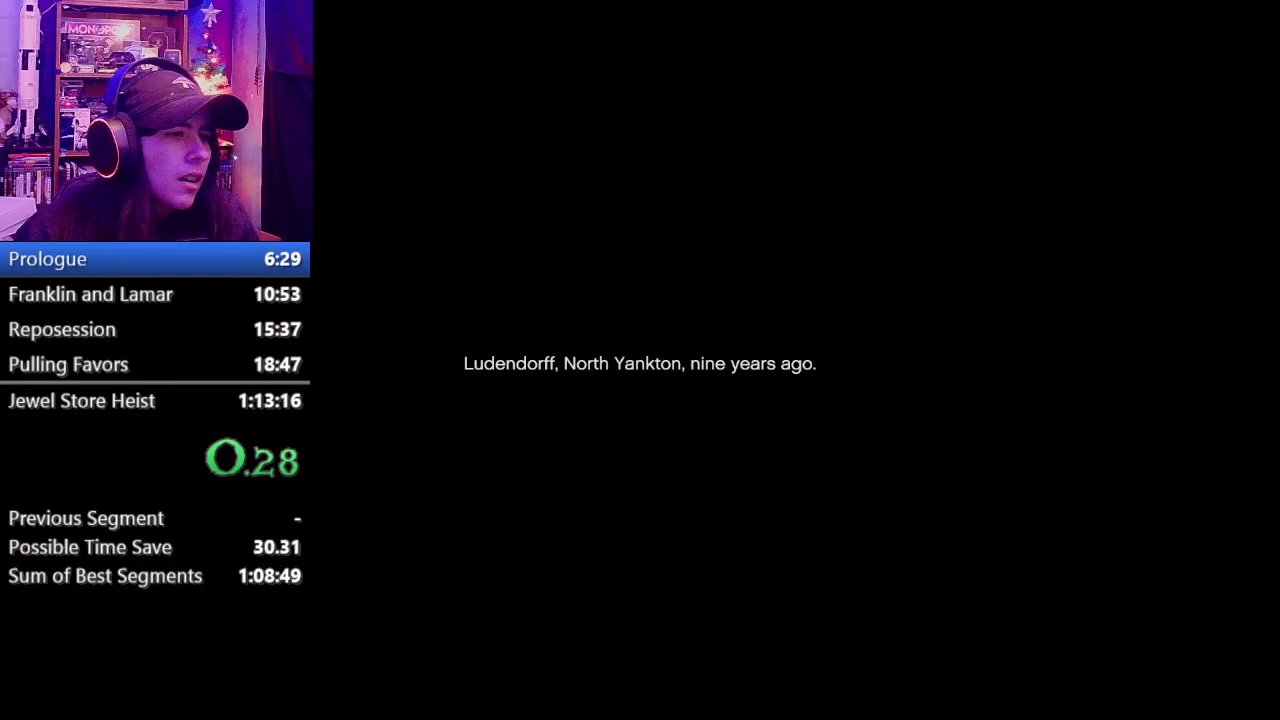 MONOPOLY
Prologue 6:29
Franklin and Lamar 10:53
Reposession 15:37
Pulling Favors 18:47
Jewel Store Heist 1:13:16
0.28
Previous Segment -
Possible Time Save 30.31
Sum of Best Segments 1:08:49
Ludendorff, North Yankton, nine years ago.